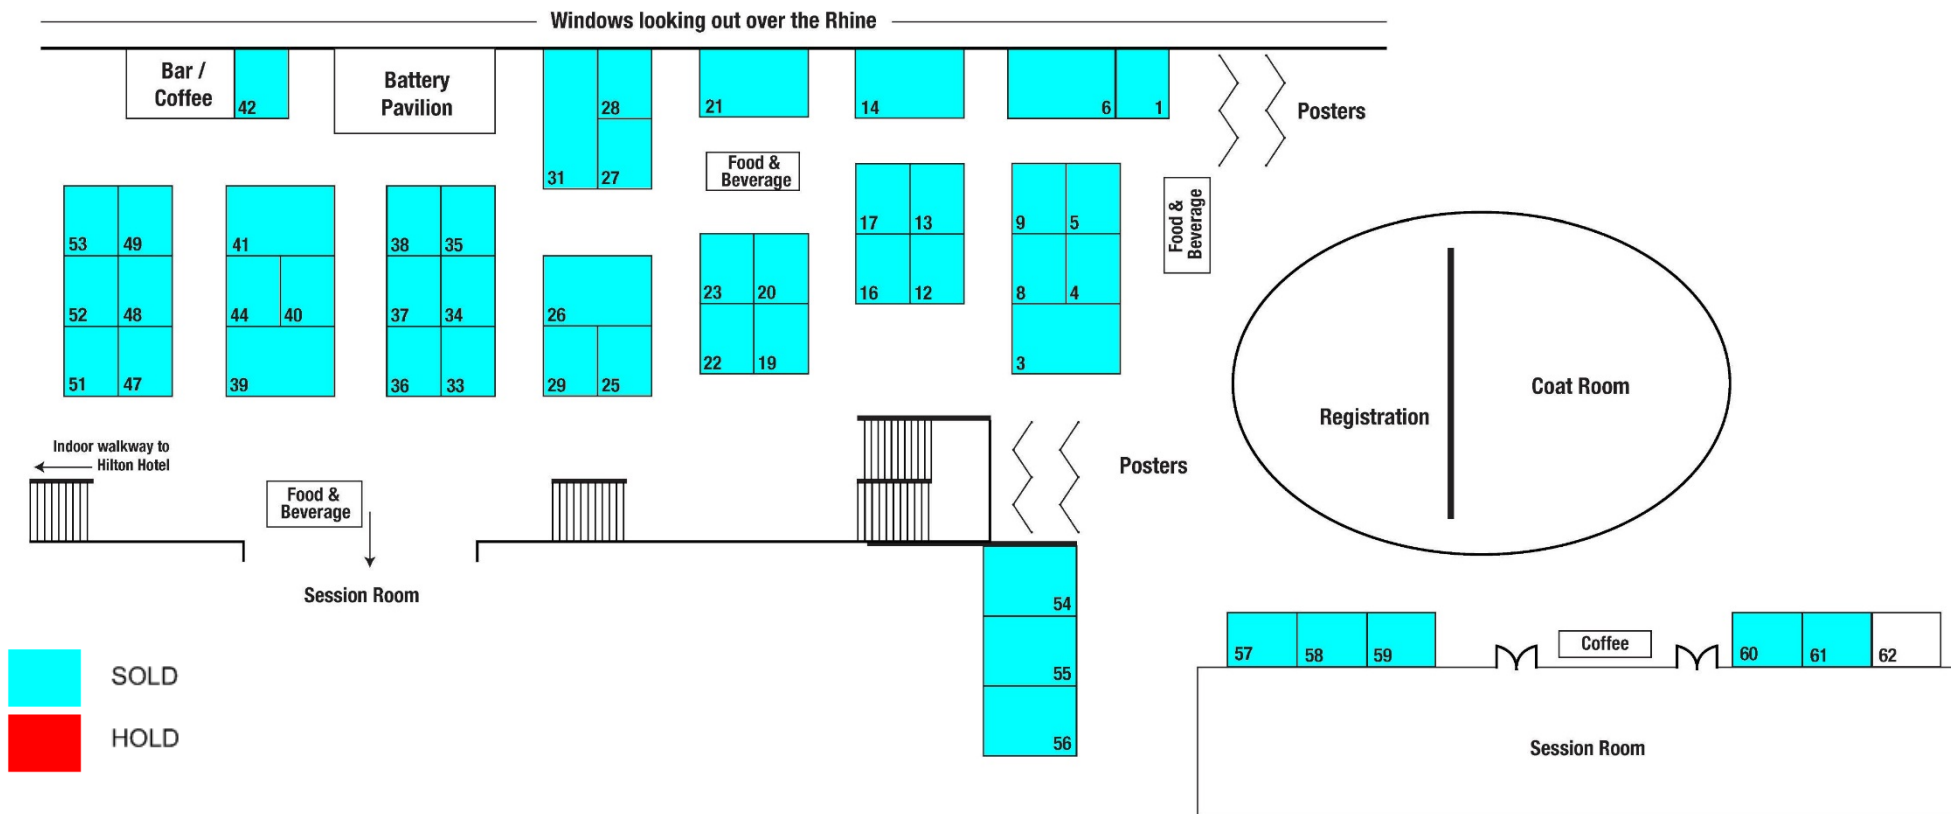 Windows looking out over the Rhine
Bar /
Coffee
42
Battery
Pavilion
28
31
27
21
14
6
1
Posters
Food &
Beverage
Food &
Beverage
53
49
52
48
51
47
41
44
40
39
38
35
37
34
36
33
26
29
25
23
20
22
19
17
13
16
12
9
5
8
4
3
Registration
Coat Room
Indoor walkway to
Hilton Hotel
Food &
Beverage
Posters
Session Room
54
55
56
57
58
59
Coffee
60
61
62
Session Room
SOLD
HOLD